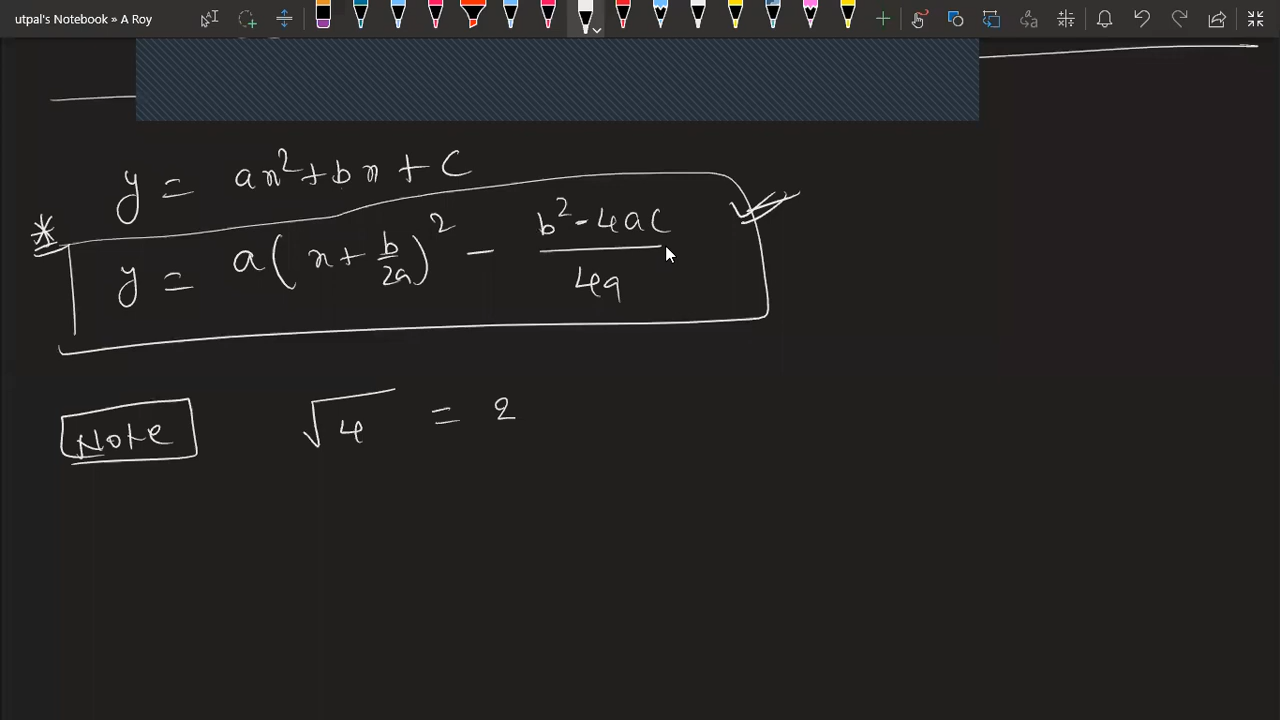 utpal's Notebook » A Roy
y = ax²+bx + c
* y = a(x + b/2a)² - (b²-4ac)/4a
Note √4 = 2